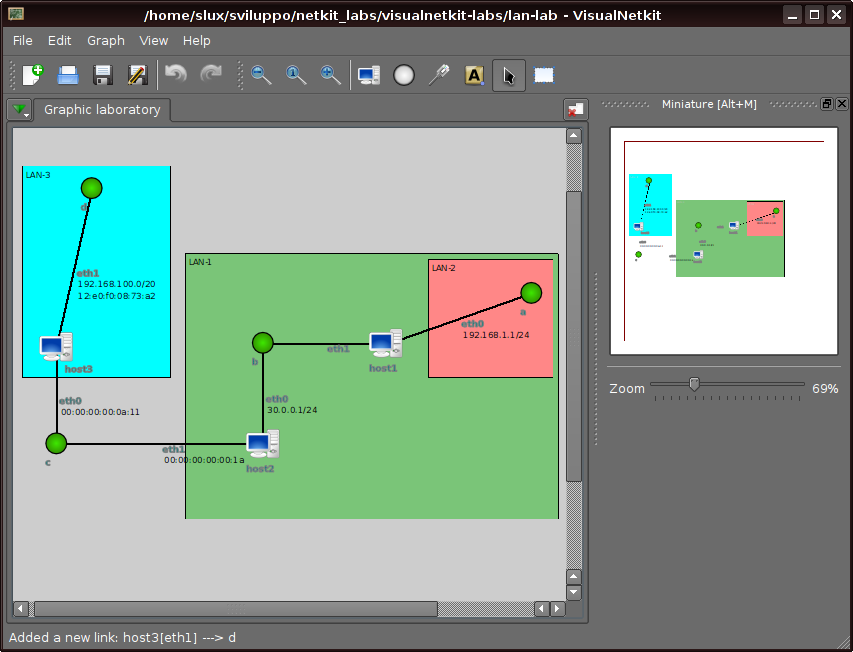 /home/slux/sviluppo/netkit_labs/visualnetkit-labs/lan-lab - VisualNetkit
File Edit Graph View Help
A
Graphic laboratory
Miniature [Alt+M]
LAN-3
d
eth1
192.168.100.0/20
12:e0:f0:08:73:a2
host3
eth0
00:00:00:00:0a:11
c
LAN-1
LAN-2
a
eth0
192.168.1.1/24
b
eth1
host1
eth0
30.0.0.1/24
eth1
00:00:00:00:00:1a
host2
Zoom 69%
Added a new link: host3[eth1] ---> d